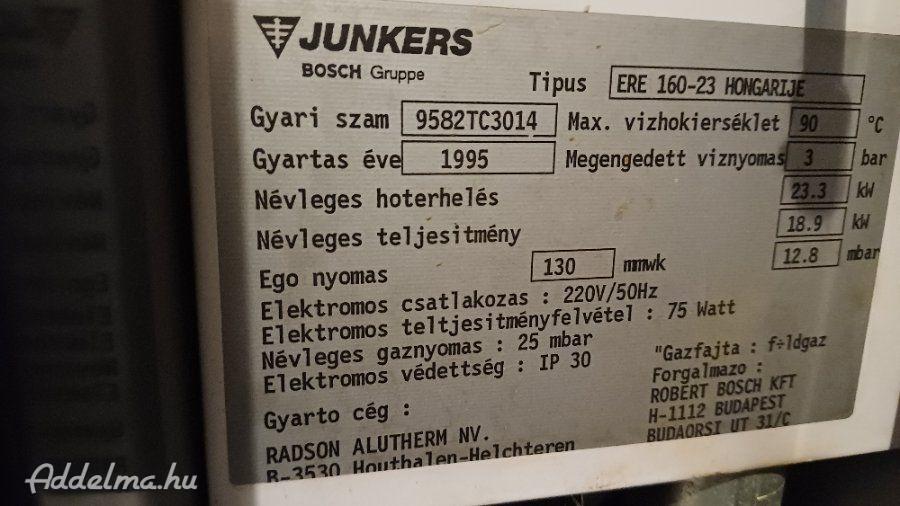 JUNKERS
BOSCH Gruppe
Tipus ERE 160-23 HONGARIJE
Gyari szam 9582TC3014 Max. vizhokierséklet 90 °C
Gyartas éve 1995 Megengedett viznyomas 3 bar
Névleges hoterhelés 23.3 kW
Névleges teljesitmény 18.9 kW
Ego nyomas 130 mmwk 12.8 mbar
Elektromos csatlakozas : 220V/50Hz
Elektromos teltjesitményfelvétel : 75 Watt
Névleges gaznyomas : 25 mbar "Gazfajta : f÷ldgaz
Elektromos védettség : IP 30 Forgalmazo :
ROBERT BOSCH KFT
Gyarto cég : H-1112 BUDAPEST
RADSON ALUTHERM NV. BUDAORSI UT 31/C
B-3530 Houthalen-Helchteren
Addelma.hu